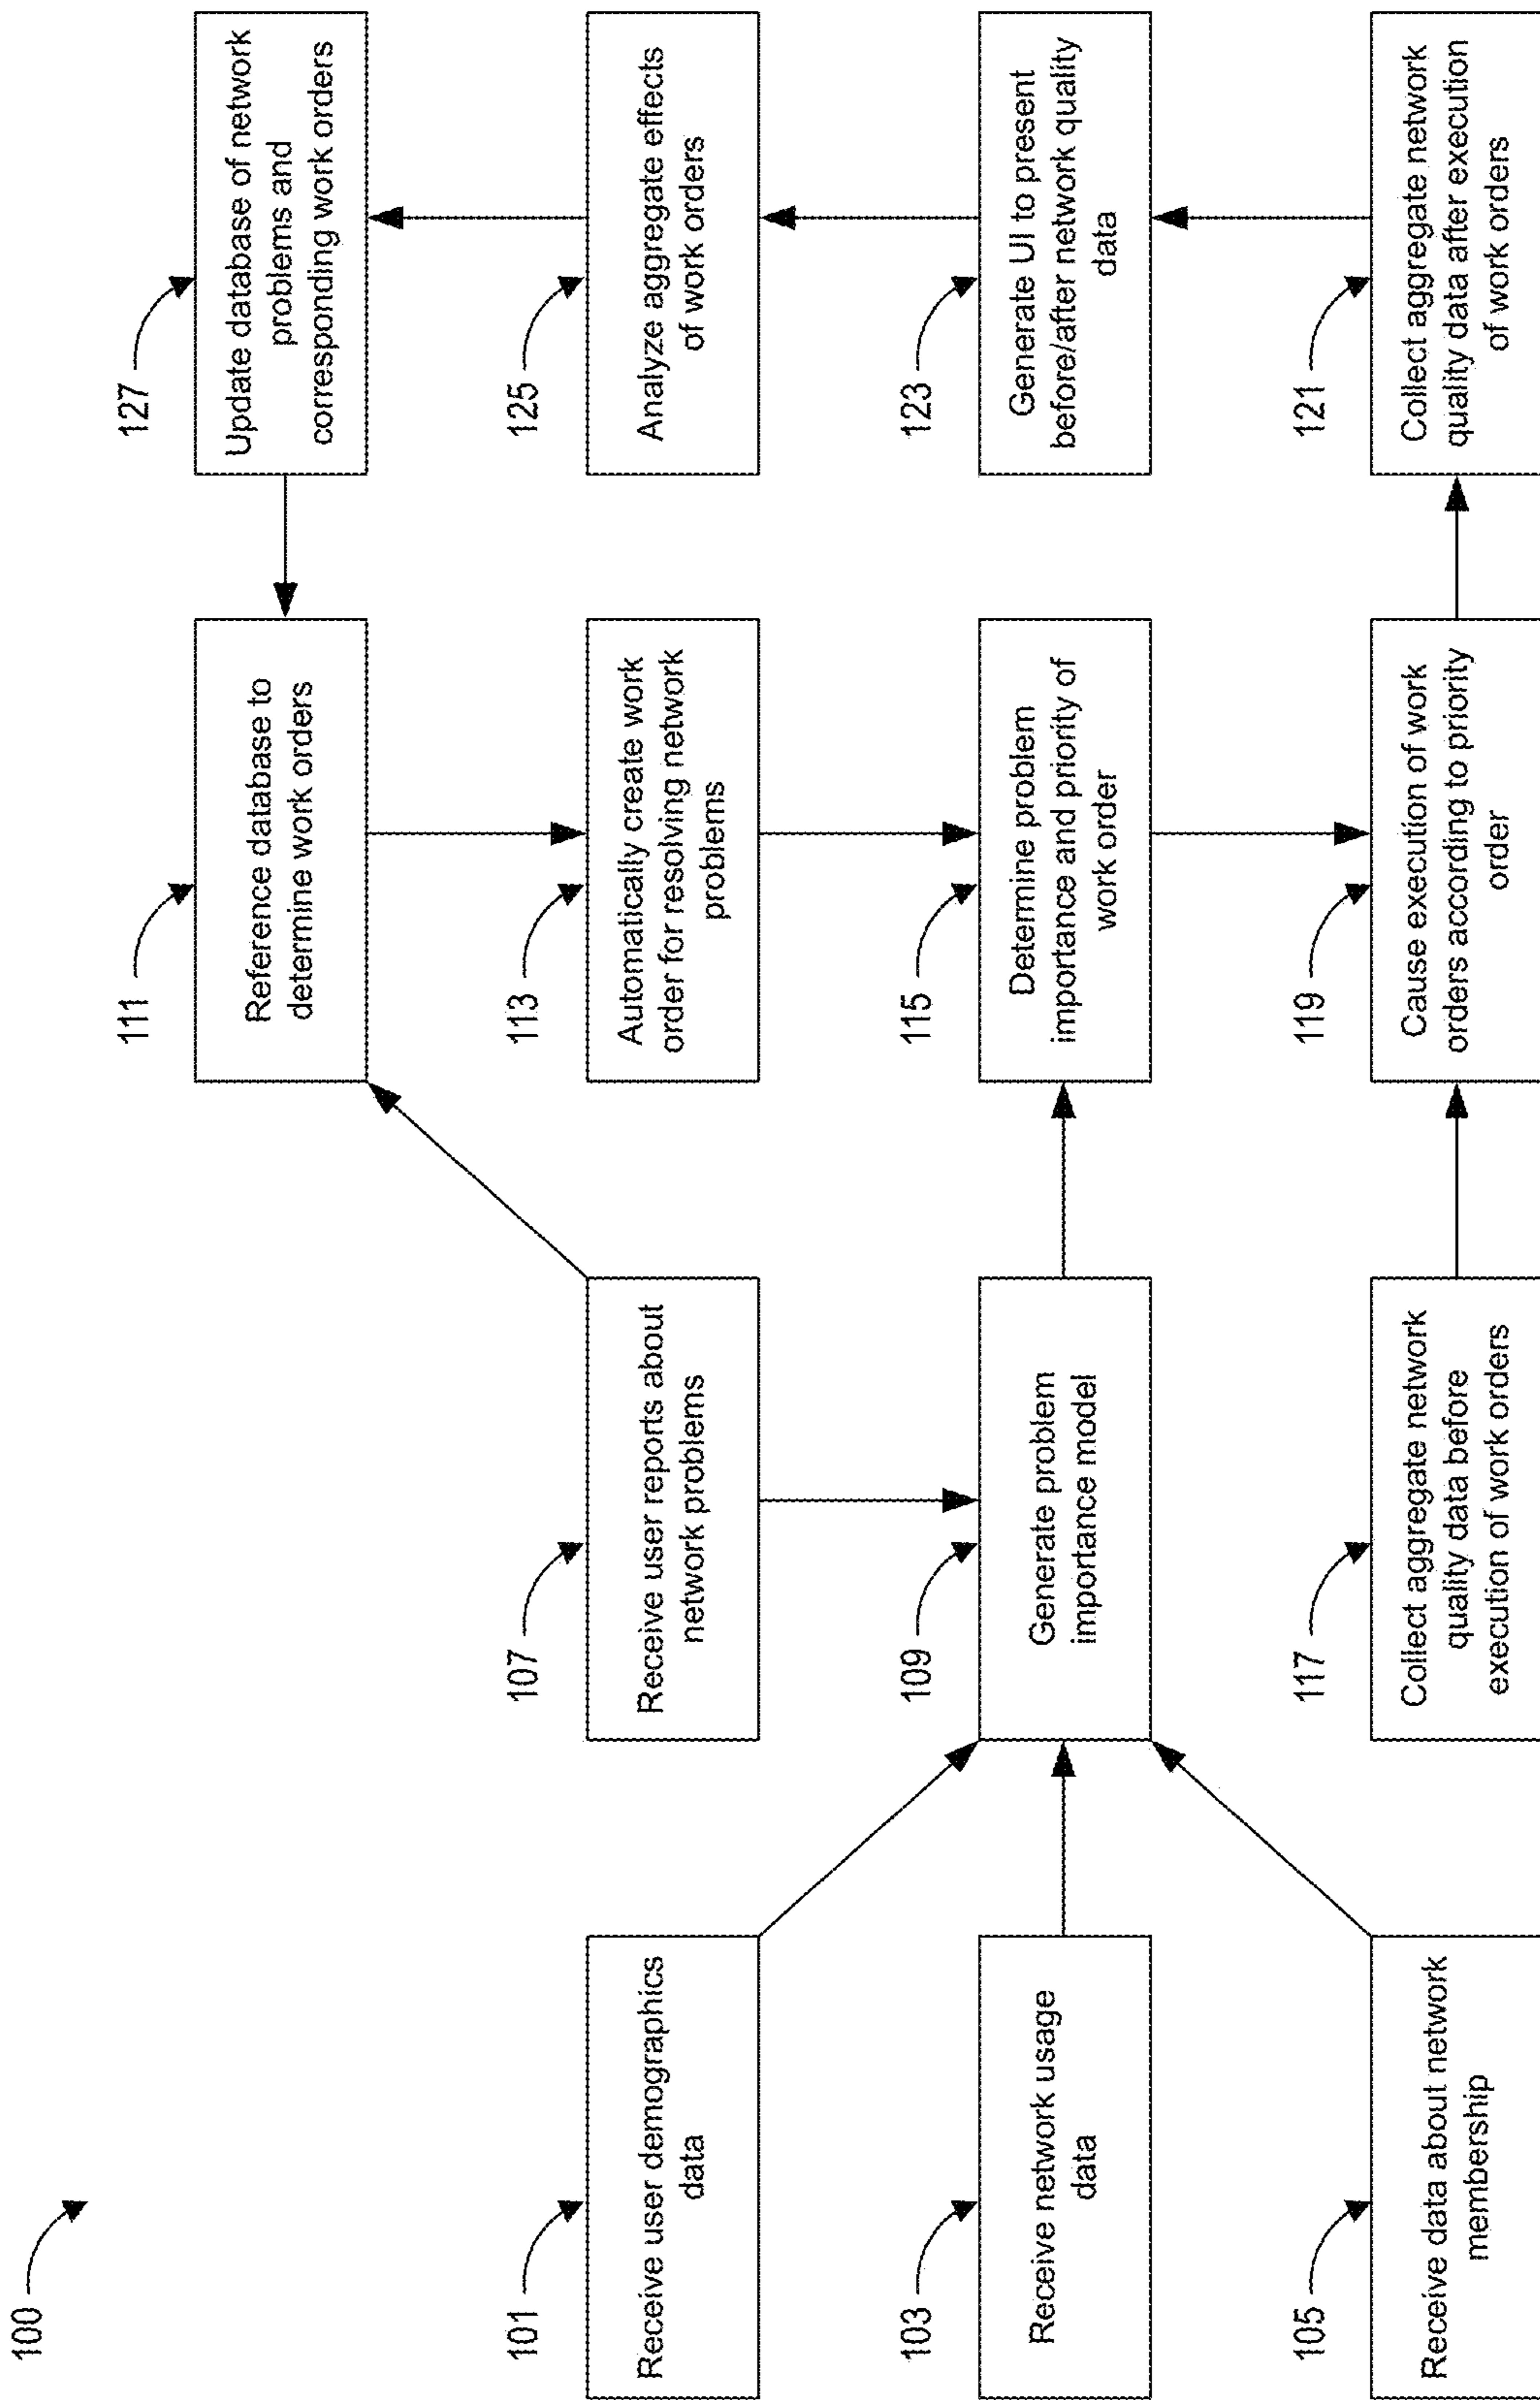 100
101
Receive user demographics
data
103
Receive network usage
data
105
Receive data about network
membership
107
Receive user reports about
network problems
109
Generate problem
importance model
117
Collect aggregate network
quality data before
execution of work orders
111
Reference database to
determine work orders
113
Automatically create work
order for resolving network
problems
115
Determine problem
importance and priority of
work order
119
Cause execution of work
orders according to priority
order
127
Update database of network
problems and
corresponding work orders
125
Analyze aggregate effects
of work orders
123
Generate UI to present
before/after network quality
data
121
Collect aggregate network
quality data after execution
of work orders